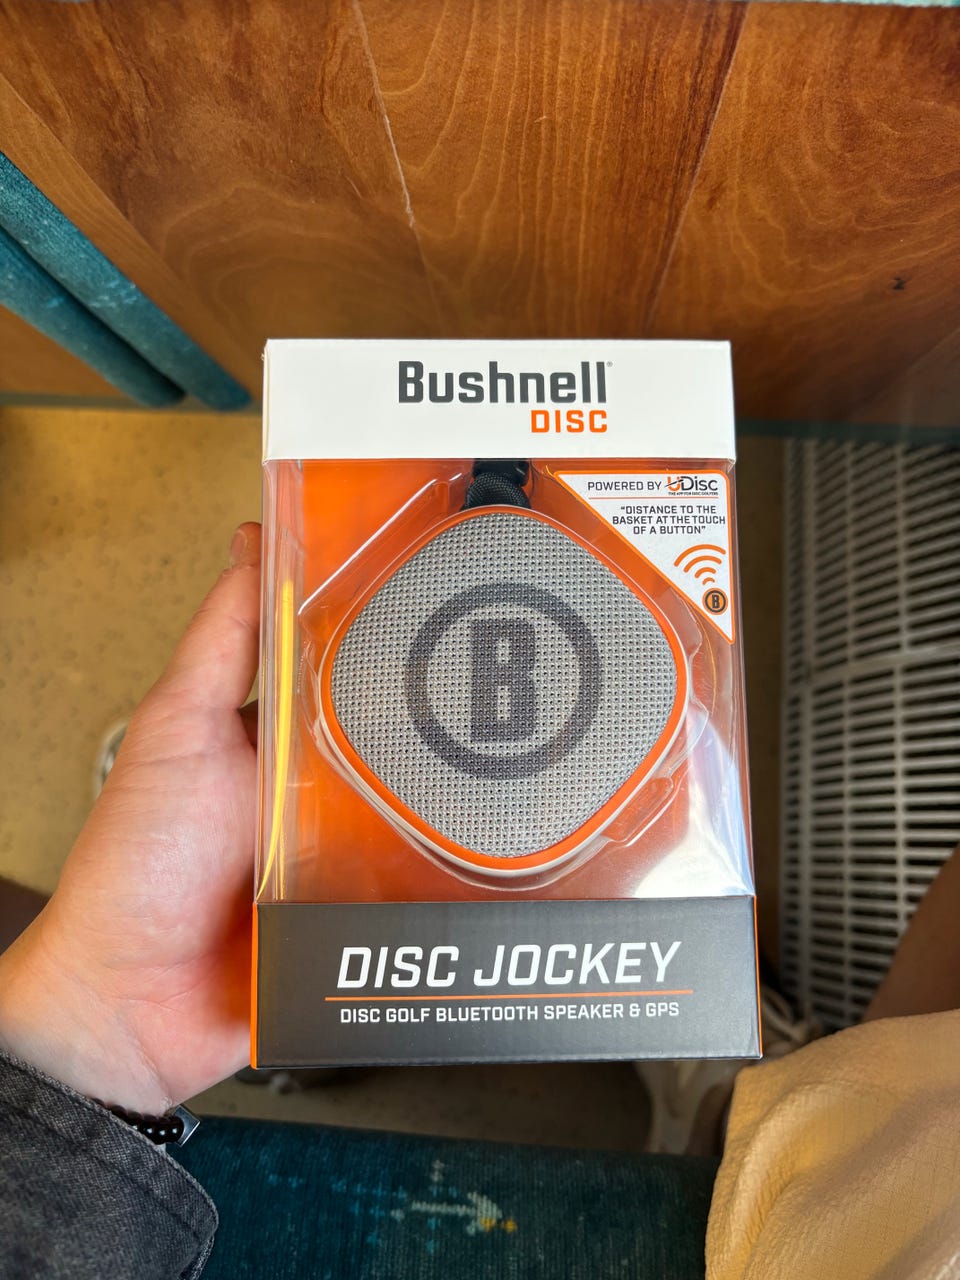 Bushnell®
DISC
POWERED BY UDisc
THE APP FOR DISC GOLFERS
"DISTANCE TO THE
BASKET AT THE TOUCH
OF A BUTTON"
B
B
DISC JOCKEY
DISC GOLF BLUETOOTH SPEAKER & GPS